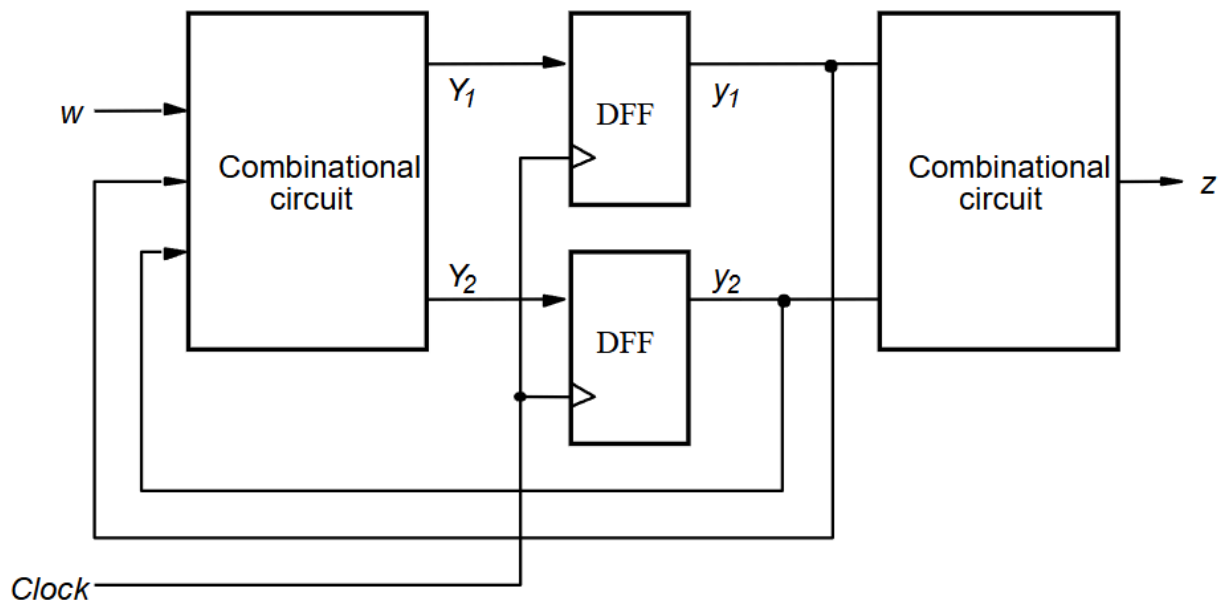 w
Combinational
circuit
Y1
DFF
y1
Combinational
circuit
z
Y2
DFF
y2
Clock